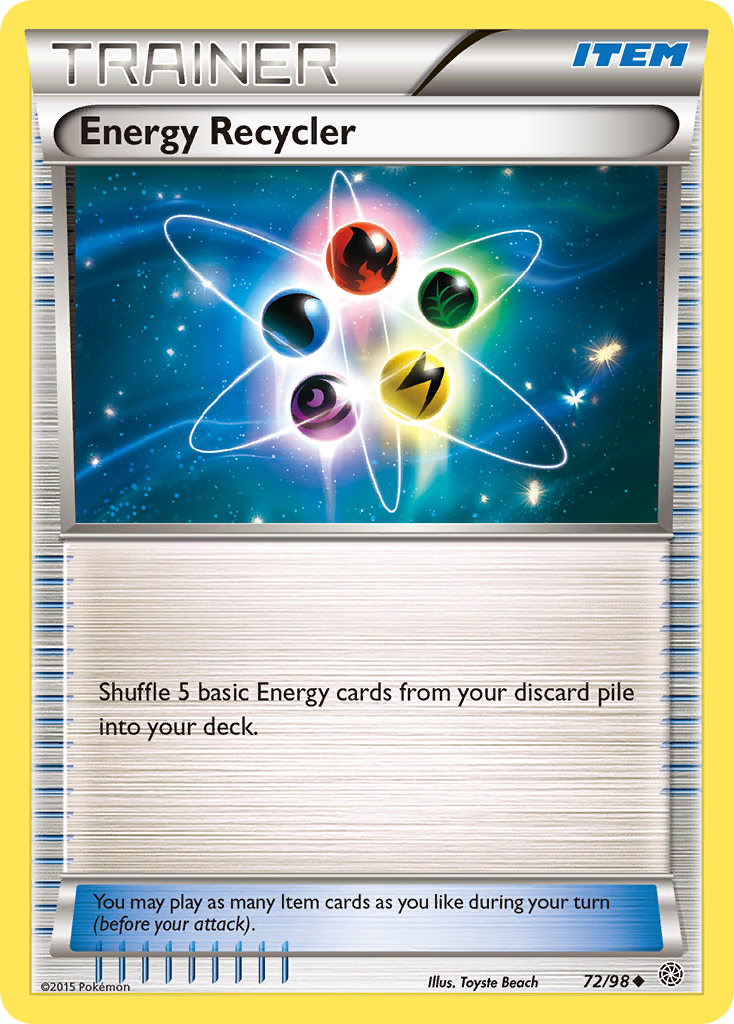 TRAINER
ITEM
Energy Recycler
Shuffle 5 basic Energy cards from your discard pile
into your deck.
You may play as many Item cards as you like during your turn
(before your attack).
©2015 Pokémon
Illus. Toyste Beach
72/98